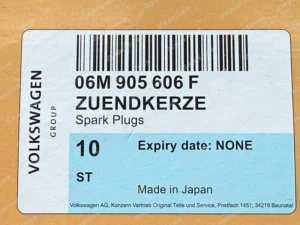 VOLKSWAGEN
GROUP
06M 905 606 F
ZUENDKERZE
Spark Plugs
10
ST
Expiry date: NONE
Made in Japan
Volkswagen AG, Konzern Vertrieb Original Teile und Service, Postfach 1451, 34219 Baunatal